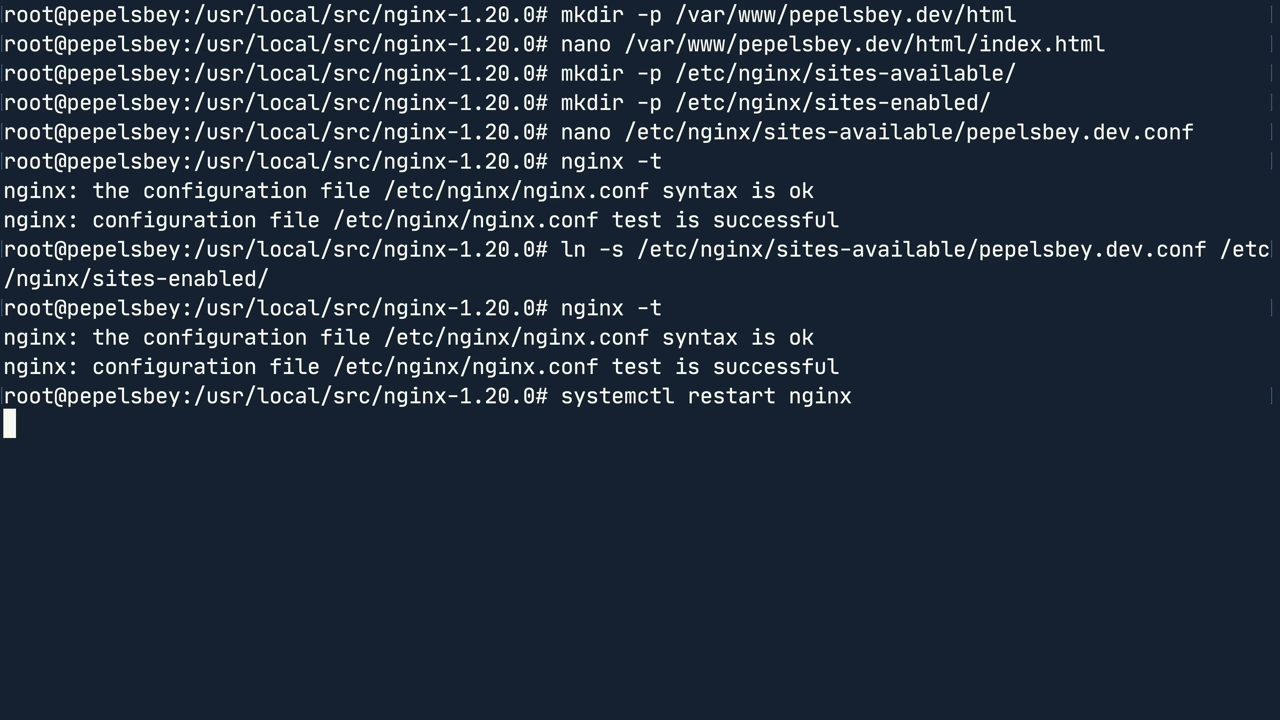 root@pepelsbey:/usr/local/src/nginx-1.20.0# mkdir -p /var/www/pepelsbey.dev/html
root@pepelsbey:/usr/local/src/nginx-1.20.0# nano /var/www/pepelsbey.dev/html/index.html
root@pepelsbey:/usr/local/src/nginx-1.20.0# mkdir -p /etc/nginx/sites-available/
root@pepelsbey:/usr/local/src/nginx-1.20.0# mkdir -p /etc/nginx/sites-enabled/
root@pepelsbey:/usr/local/src/nginx-1.20.0# nano /etc/nginx/sites-available/pepelsbey.dev.conf
root@pepelsbey:/usr/local/src/nginx-1.20.0# nginx -t
nginx: the configuration file /etc/nginx/nginx.conf syntax is ok
nginx: configuration file /etc/nginx/nginx.conf test is successful
root@pepelsbey:/usr/local/src/nginx-1.20.0# ln -s /etc/nginx/sites-available/pepelsbey.dev.conf /etc
/nginx/sites-enabled/
root@pepelsbey:/usr/local/src/nginx-1.20.0# nginx -t
nginx: the configuration file /etc/nginx/nginx.conf syntax is ok
nginx: configuration file /etc/nginx/nginx.conf test is successful
root@pepelsbey:/usr/local/src/nginx-1.20.0# systemctl restart nginx